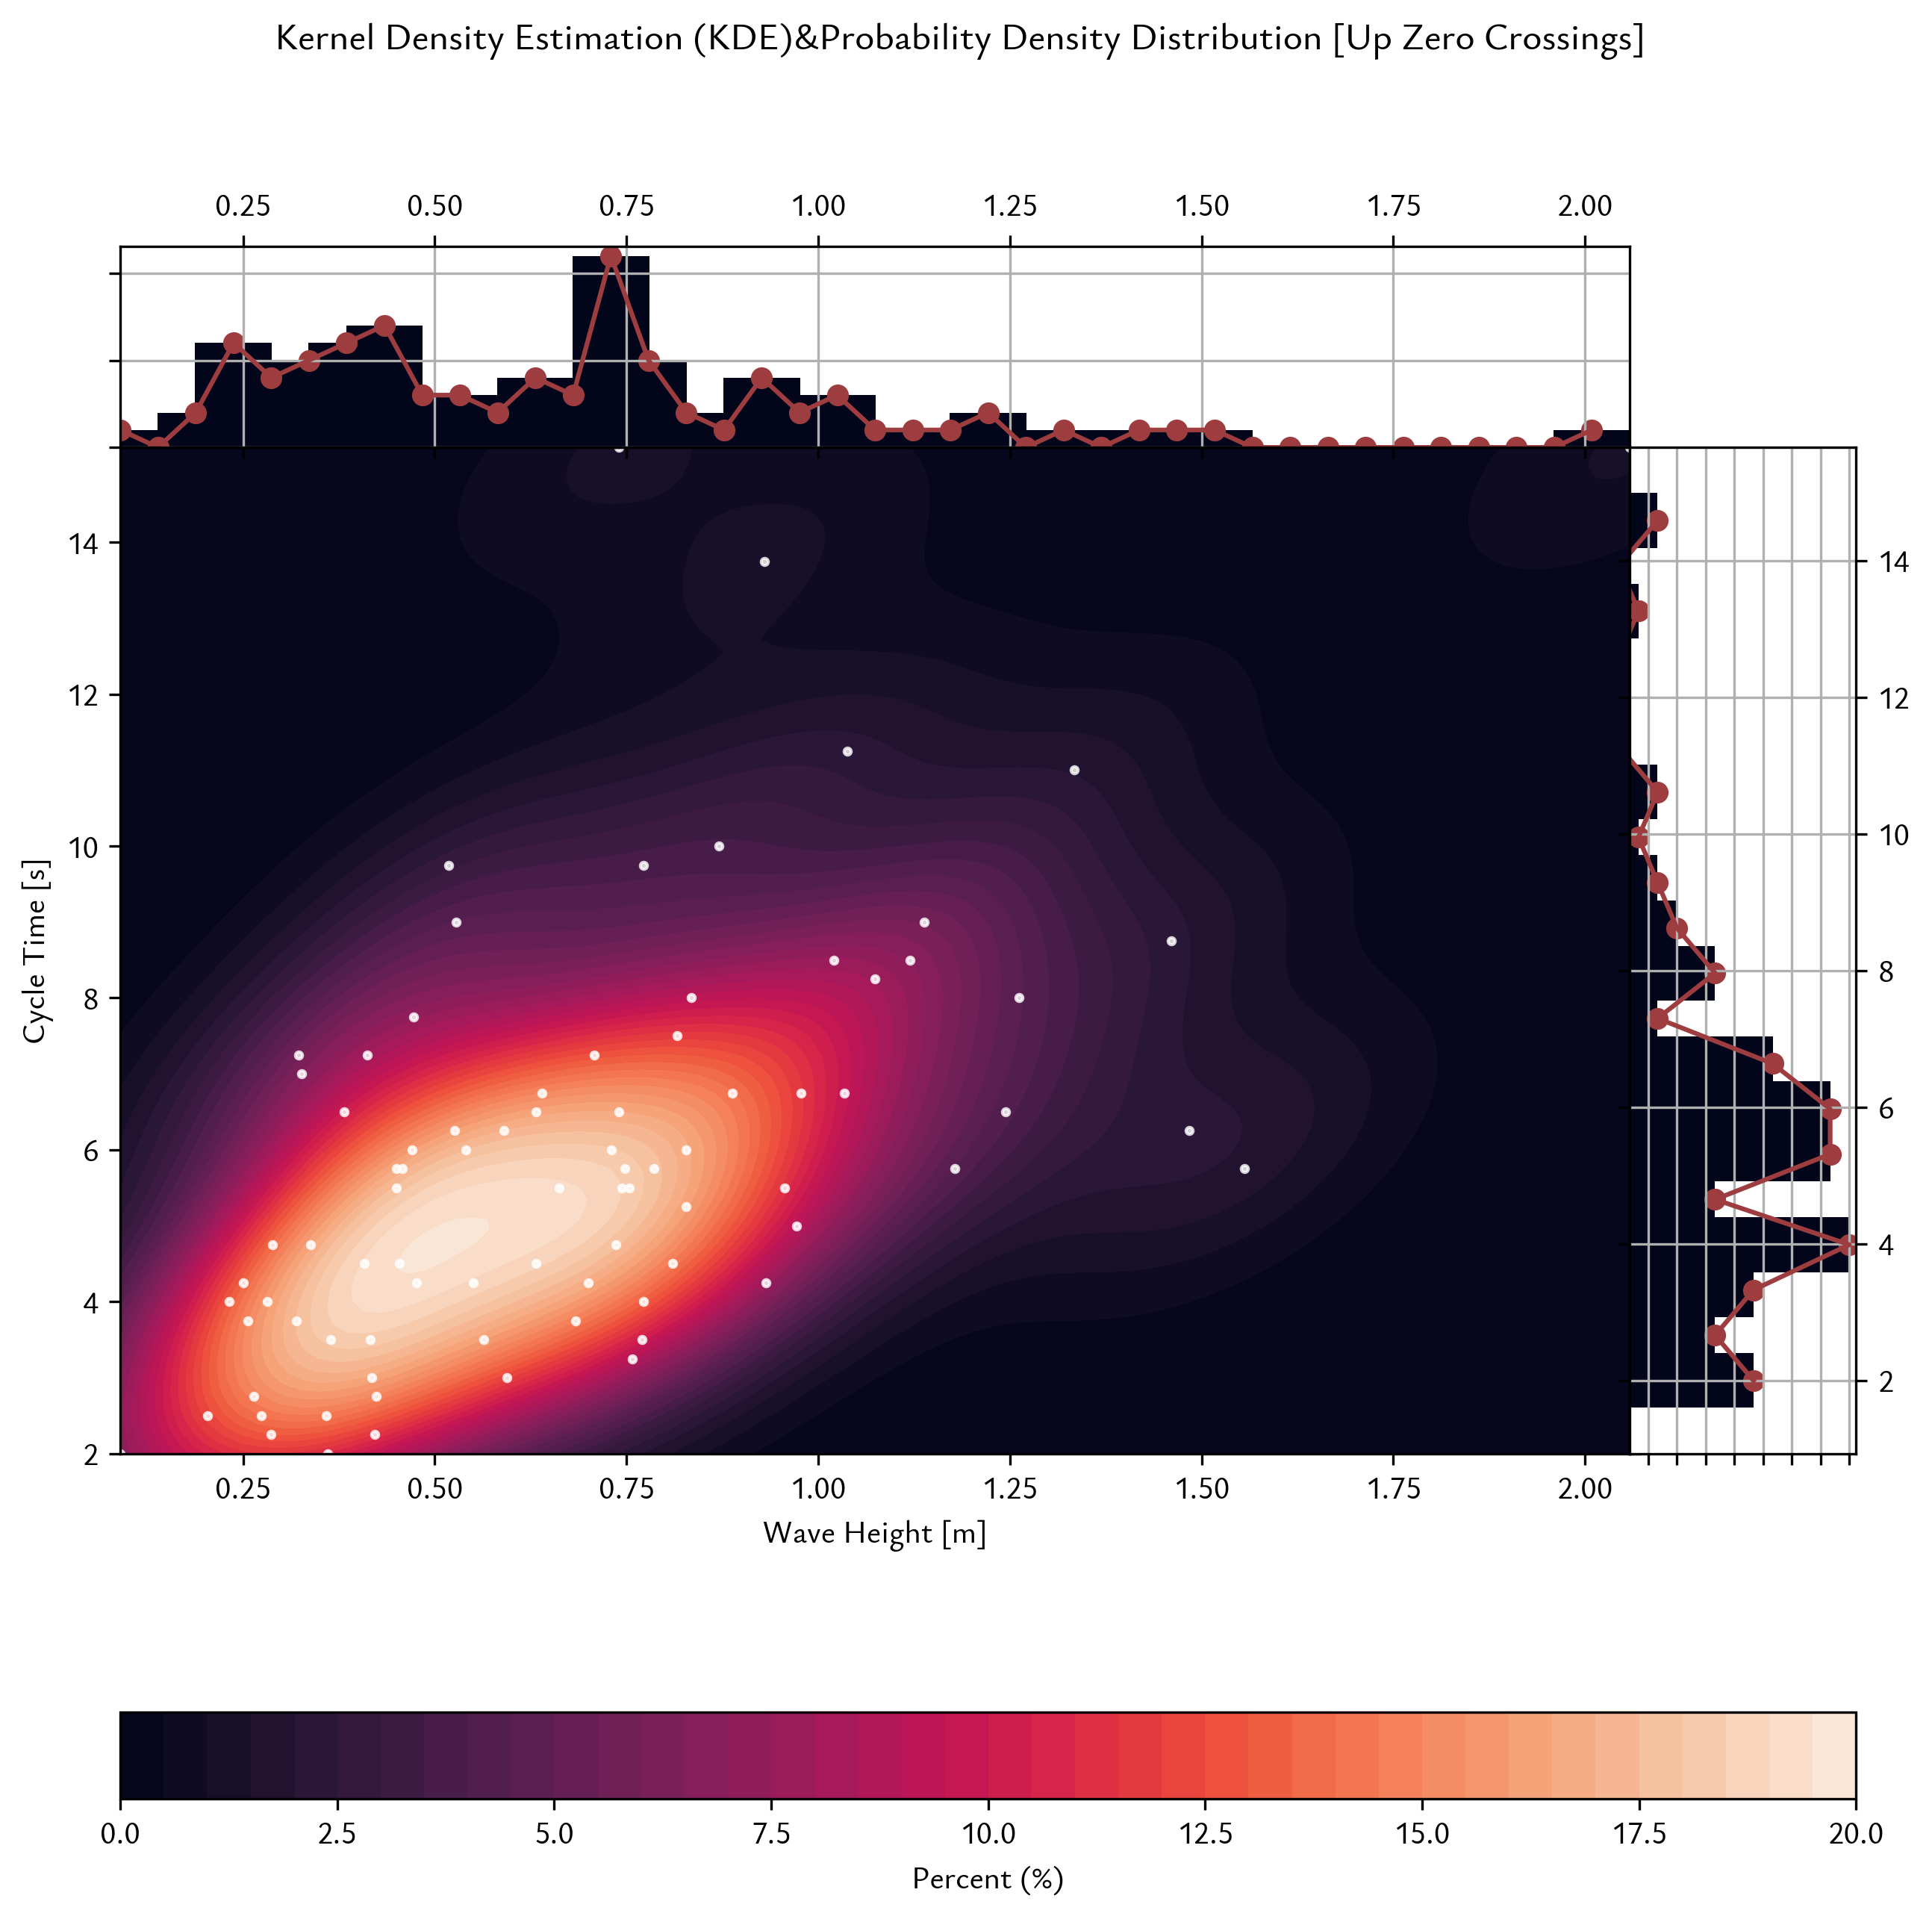 Kernel Density Estimation (KDE)&Probability Density Distribution [Up Zero Crossings]
0.25 0.50 0.75 1.00 1.25 1.50 1.75 2.00
14
12
10
8
6
4
2
Cycle Time [s]
14
12
10
8
6
4
2
0.25 0.50 0.75 1.00 1.25 1.50 1.75 2.00
Wave Height [m]
0.0 2.5 5.0 7.5 10.0 12.5 15.0 17.5 20.0
Percent (%)